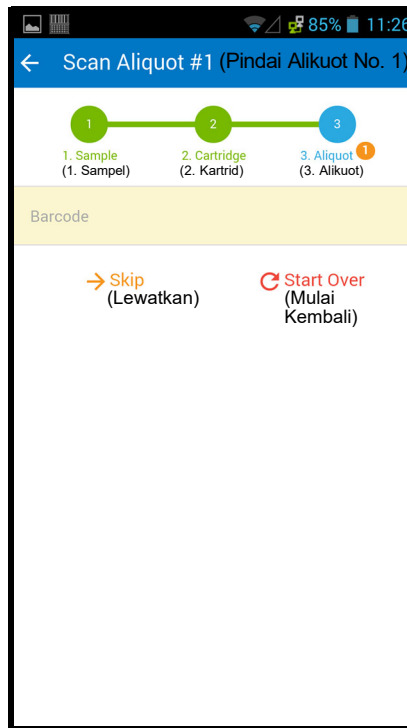 85% 11:26
Scan Aliquot #1 (Pindai Alikuot No. 1)
1 2 3
1. Sample 2. Cartridge 3. Aliquot 1
(1. Sampel) (2. Kartrid) (3. Alikuot)
Barcode
Skip Start Over
(Lewatkan) (Mulai
Kembali)